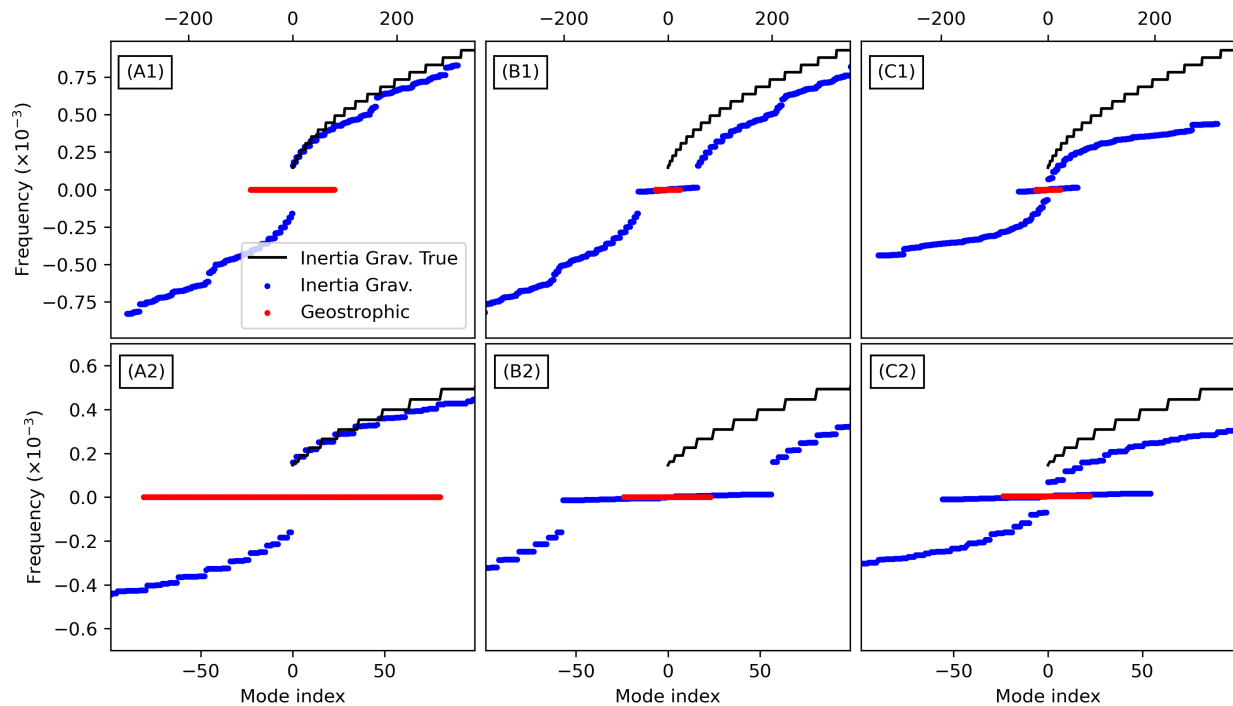 −200 0 200 −200 0 200 −200 0 200
(A1) (B1) (C1)
0.75
0.50
0.25
0.00
−0.25
−0.50
−0.75
Frequency (×10⁻³)
Inertia Grav. True
Inertia Grav.
Geostrophic
(A2) (B2) (C2)
0.6
0.4
0.2
0.0
−0.2
−0.4
−0.6
Frequency (×10⁻³)
−50 0 50 −50 0 50 −50 0 50
Mode index Mode index Mode index